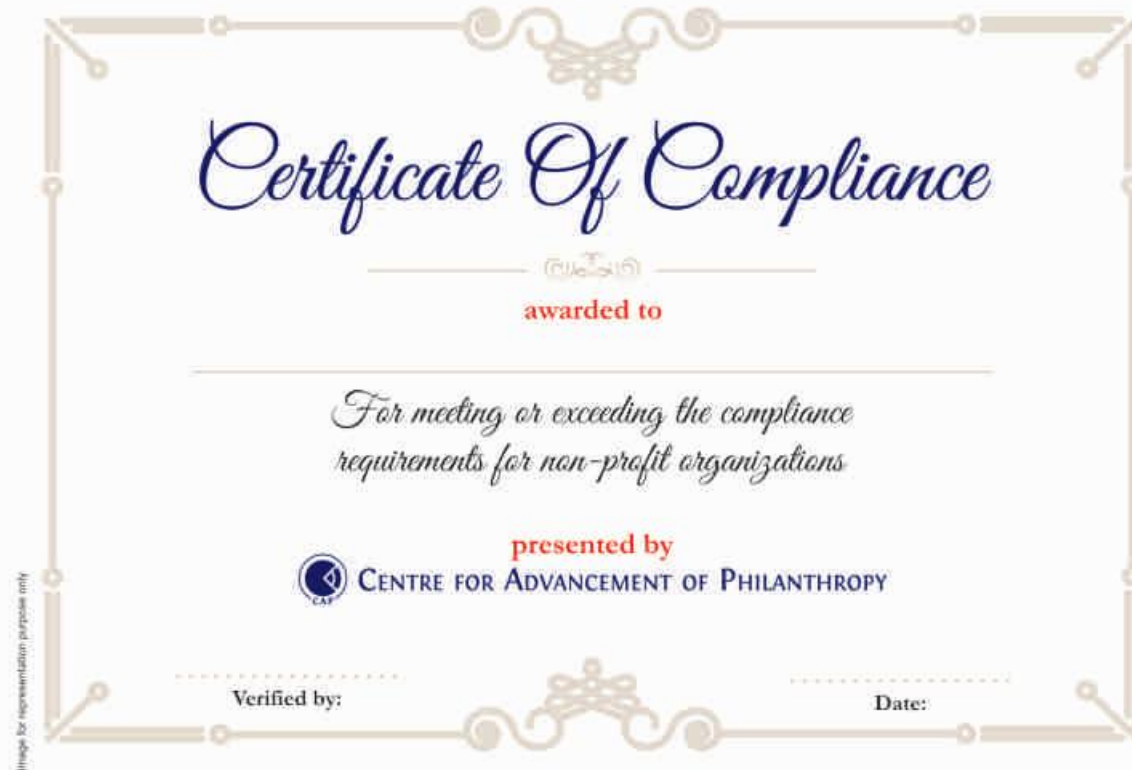 Certificate Of Compliance
awarded to
For meeting or exceeding the compliance
requirements for non-profit organizations
presented by
CAP
CENTRE FOR ADVANCEMENT OF PHILANTHROPY
Verified by:
Date:
Image for representation purpose only